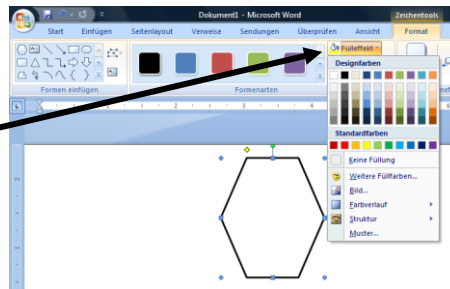 Dokument1 - Microsoft Word
Zeichentools
Start Einfügen Seitenlayout Verweise Sendungen Überprüfen Ansicht Format
Fülleffekt
Formen einfügen
Formenarten
Designfarben
Standardfarben
Keine Füllung
Weitere Füllfarben...
Bild...
Farbverlauf
Struktur
Muster...